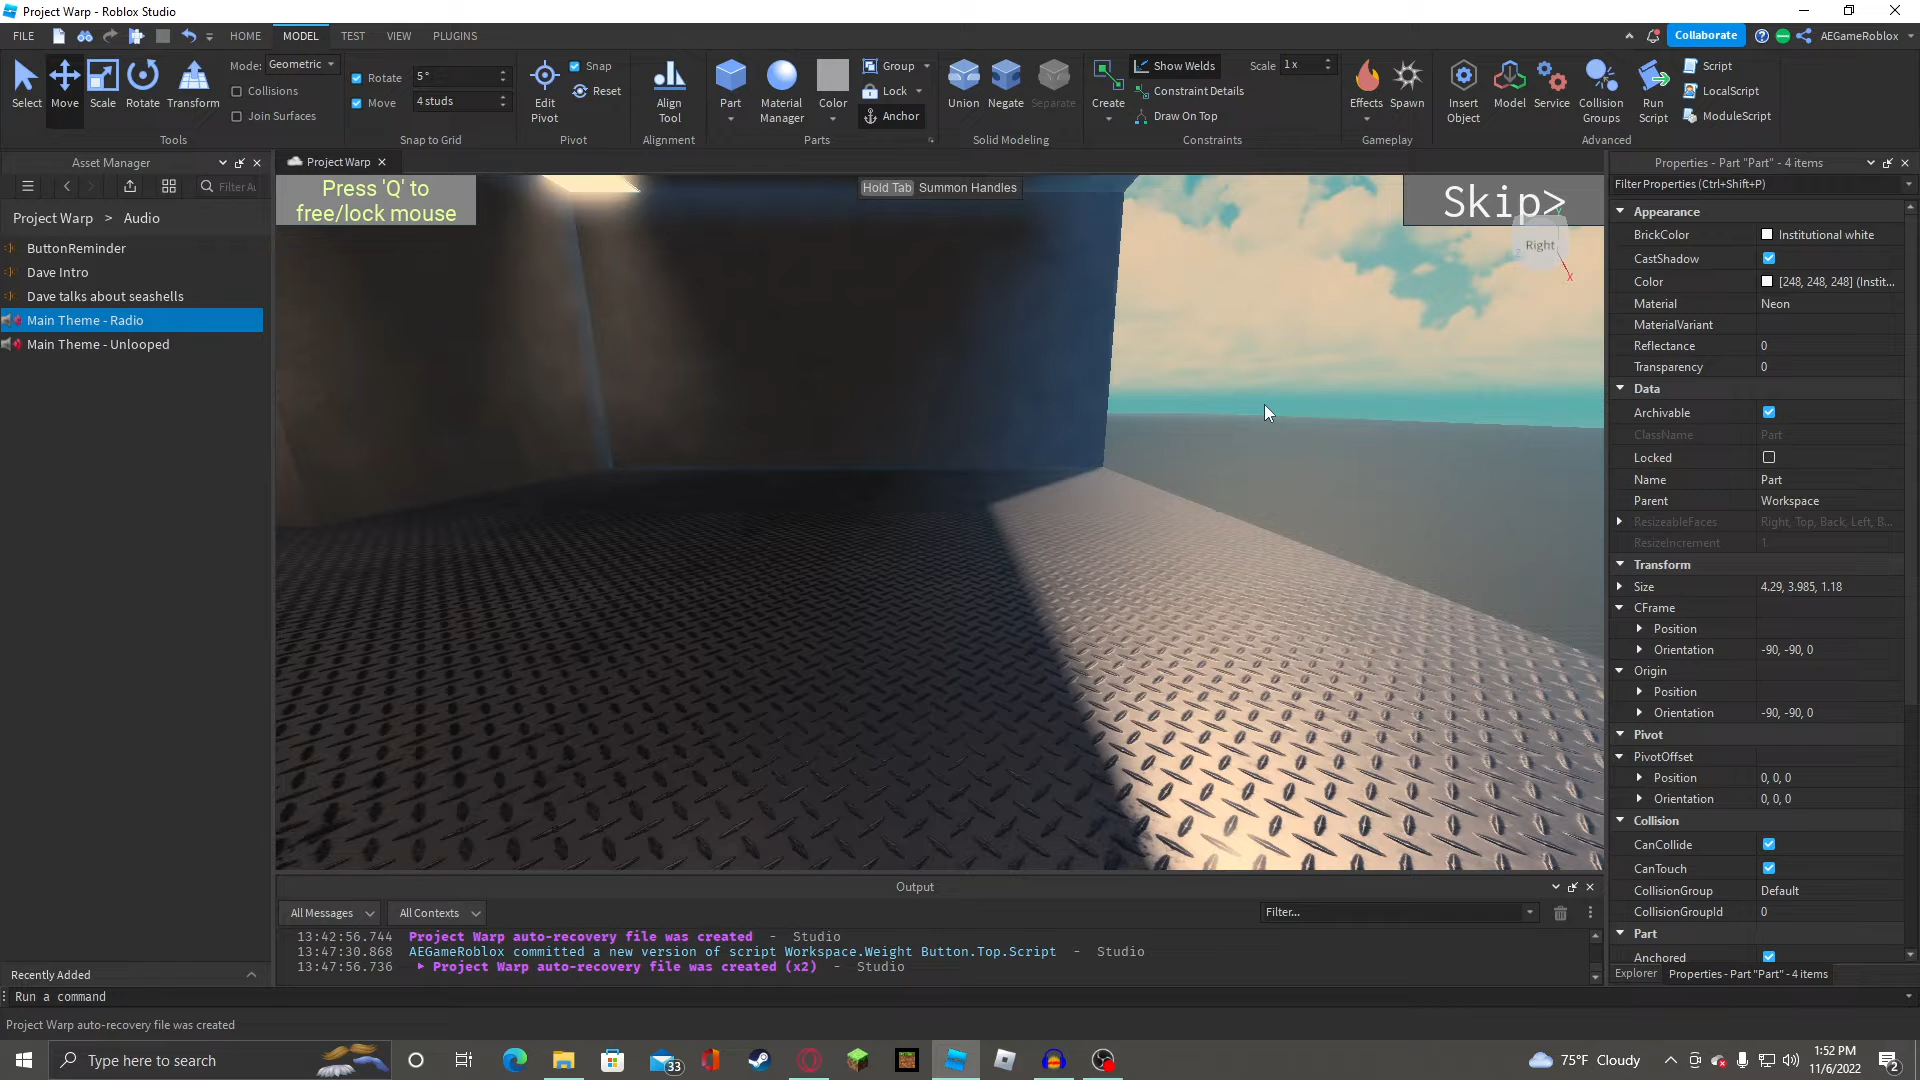 Project Warp - Roblox Studio
FILE HOME MODEL TEST VIEW PLUGINS Collaborate AEGameRoblox
Select Move Scale Rotate Transform
Mode: Geometric
Collisions
Join Surfaces
Tools
Rotate 5°
Move 4 studs
Snap to Grid
Edit Pivot
Snap
Reset
Pivot
Align Tool
Alignment
Part Material Manager Color
Group
Lock
Anchor
Parts
Union Negate Separate
Solid Modeling
Create
Show Welds Scale 1 x
Constraint Details
Draw On Top
Constraints
Effects Spawn
Gameplay
Insert Object Model Service Collision Groups Run Script
Script
LocalScript
ModuleScript
Advanced
Asset Manager
Filter
Project Warp > Audio
ButtonReminder
Dave Intro
Dave talks about seashells
Main Theme - Radio
Main Theme - Unlooped
Recently Added
Project Warp
Press 'Q' to
free/lock mouse
Hold Tab Summon Handles
Skip>
Right
Y
Z
X
Output
All Messages All Contexts Filter...
13:42:56.744 Project Warp auto-recovery file was created - Studio
13:47:30.868 AEGameRoblox committed a new version of script Workspace.Weight Button.Top.Script - Studio
13:47:56.736 Project Warp auto-recovery file was created (x2) - Studio
Properties - Part "Part" - 4 items
Filter Properties (Ctrl+Shift+P)
Appearance
BrickColor Institutional white
CastShadow
Color [248, 248, 248] (Instit...
Material Neon
MaterialVariant
Reflectance 0
Transparency 0
Data
Archivable
ClassName Part
Locked
Name Part
Parent Workspace
ResizeableFaces Right, Top, Back, Left, B...
ResizeIncrement 1
Transform
Size 4.29, 3.985, 1.18
CFrame
Position
Orientation -90, -90, 0
Origin
Position
Orientation -90, -90, 0
Pivot
PivotOffset
Position 0, 0, 0
Orientation 0, 0, 0
Collision
CanCollide
CanTouch
CollisionGroup Default
CollisionGroupId 0
Part
Anchored
Explorer Properties - Part "Part" - 4 items
Run a command
Project Warp auto-recovery file was created
Type here to search
33
75°F Cloudy
1:52 PM
11/6/2022
2